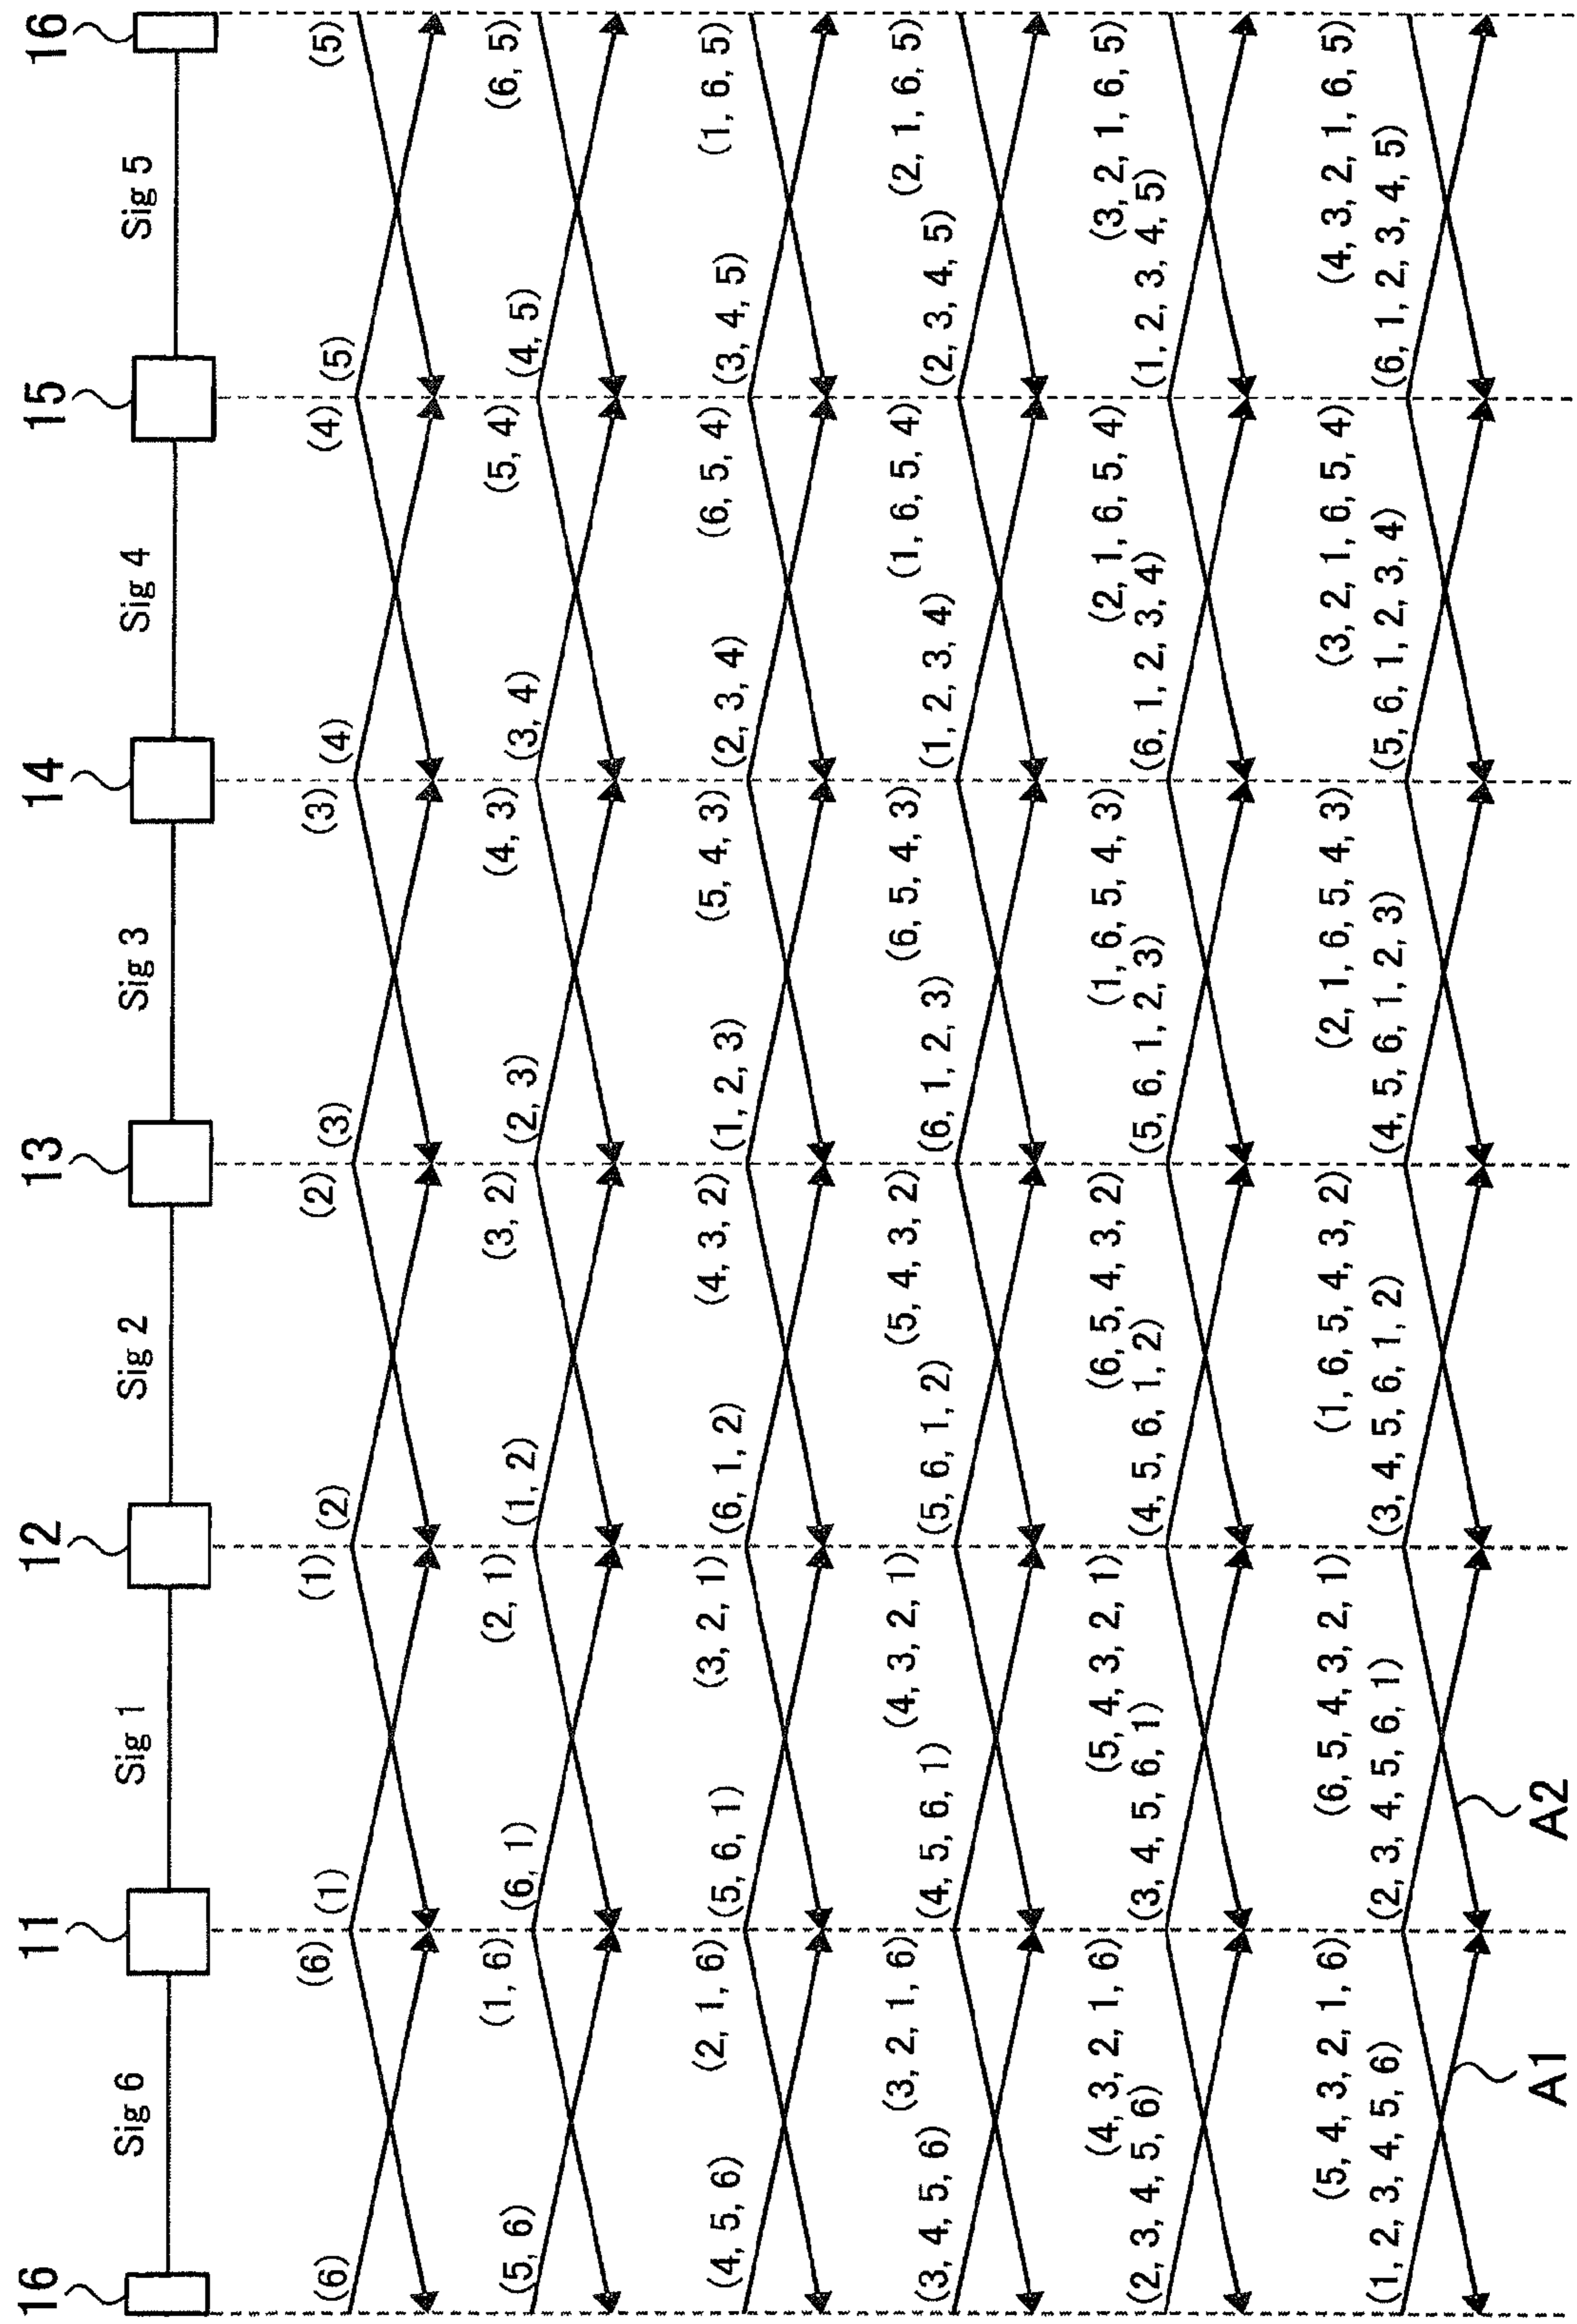 16 11 12 13 14 15 16
Sig 6 Sig 1 Sig 2 Sig 3 Sig 4 Sig 5
(6) (6) (1) (1) (2) (2) (3) (3) (4) (4) (5) (5)
(5, 6) (1, 6) (6, 1) (2, 1) (1, 2) (3, 2) (2, 3) (4, 3) (3, 4) (5, 4) (4, 5) (6, 5)
(4, 5, 6) (2, 1, 6) (5, 6, 1) (3, 2, 1) (6, 1, 2) (4, 3, 2) (1, 2, 3) (5, 4, 3) (2, 3, 4) (6, 5, 4) (3, 4, 5) (1, 6, 5)
(3, 4, 5, 6) (3, 2, 1, 6) (4, 5, 6, 1) (4, 3, 2, 1) (5, 6, 1, 2) (5, 4, 3, 2) (6, 1, 2, 3) (6, 5, 4, 3) (1, 2, 3, 4) (1, 6, 5, 4) (2, 3, 4, 5) (2, 1, 6, 5)
(4, 3, 2, 1, 6) (5, 4, 3, 2, 1) (6, 5, 4, 3, 2) (1, 6, 5, 4, 3) (2, 1, 6, 5, 4) (3, 2, 1, 6, 5)
(2, 3, 4, 5, 6) (3, 4, 5, 6, 1) (4, 5, 6, 1, 2) (5, 6, 1, 2, 3) (6, 1, 2, 3, 4) (1, 2, 3, 4, 5)
(5, 4, 3, 2, 1, 6) (6, 5, 4, 3, 2, 1) (1, 6, 5, 4, 3, 2) (2, 1, 6, 5, 4, 3) (3, 2, 1, 6, 5, 4) (4, 3, 2, 1, 6, 5)
(1, 2, 3, 4, 5, 6) (2, 3, 4, 5, 6, 1) (3, 4, 5, 6, 1, 2) (4, 5, 6, 1, 2, 3) (5, 6, 1, 2, 3, 4) (6, 1, 2, 3, 4, 5)
A1 A2